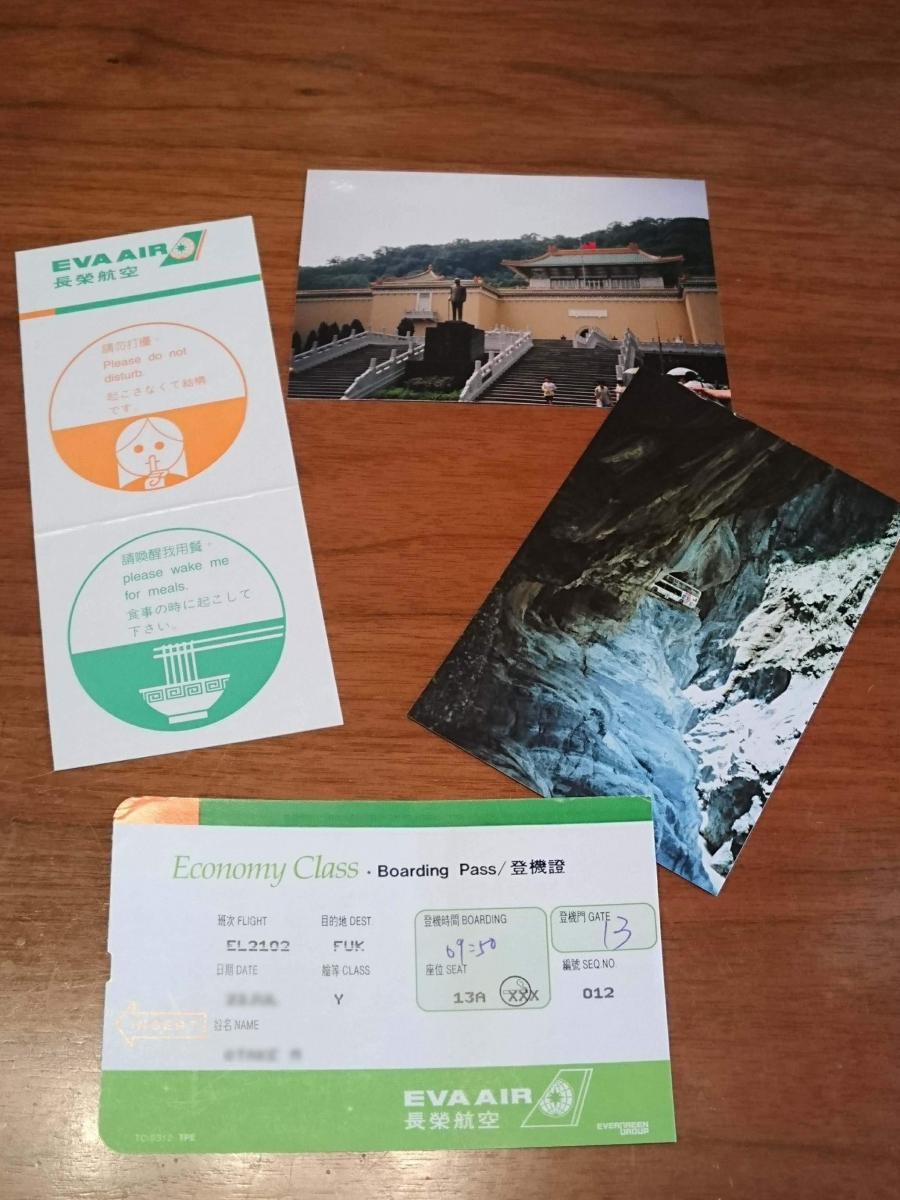 EVA AIR
長榮航空
請勿打擾。
Please do not
disturb.
起こさなくて結構
です。
請喚醒我用餐。
please wake me
for meals.
食事の時に起こして
下さい。
Economy Class · Boarding Pass/登機證
班次 FLIGHT
目的地 DEST
登機時間 BOARDING
登機門 GATE
EL2102
FUK
09:50
13
日期 DATE
艙等 CLASS
座位 SEAT
編號 SEQ.NO.
Y
13A
XXX
012
姓名 NAME
INSERT
EVA AIR
長榮航空
EVERGREEN
GROUP
TPE